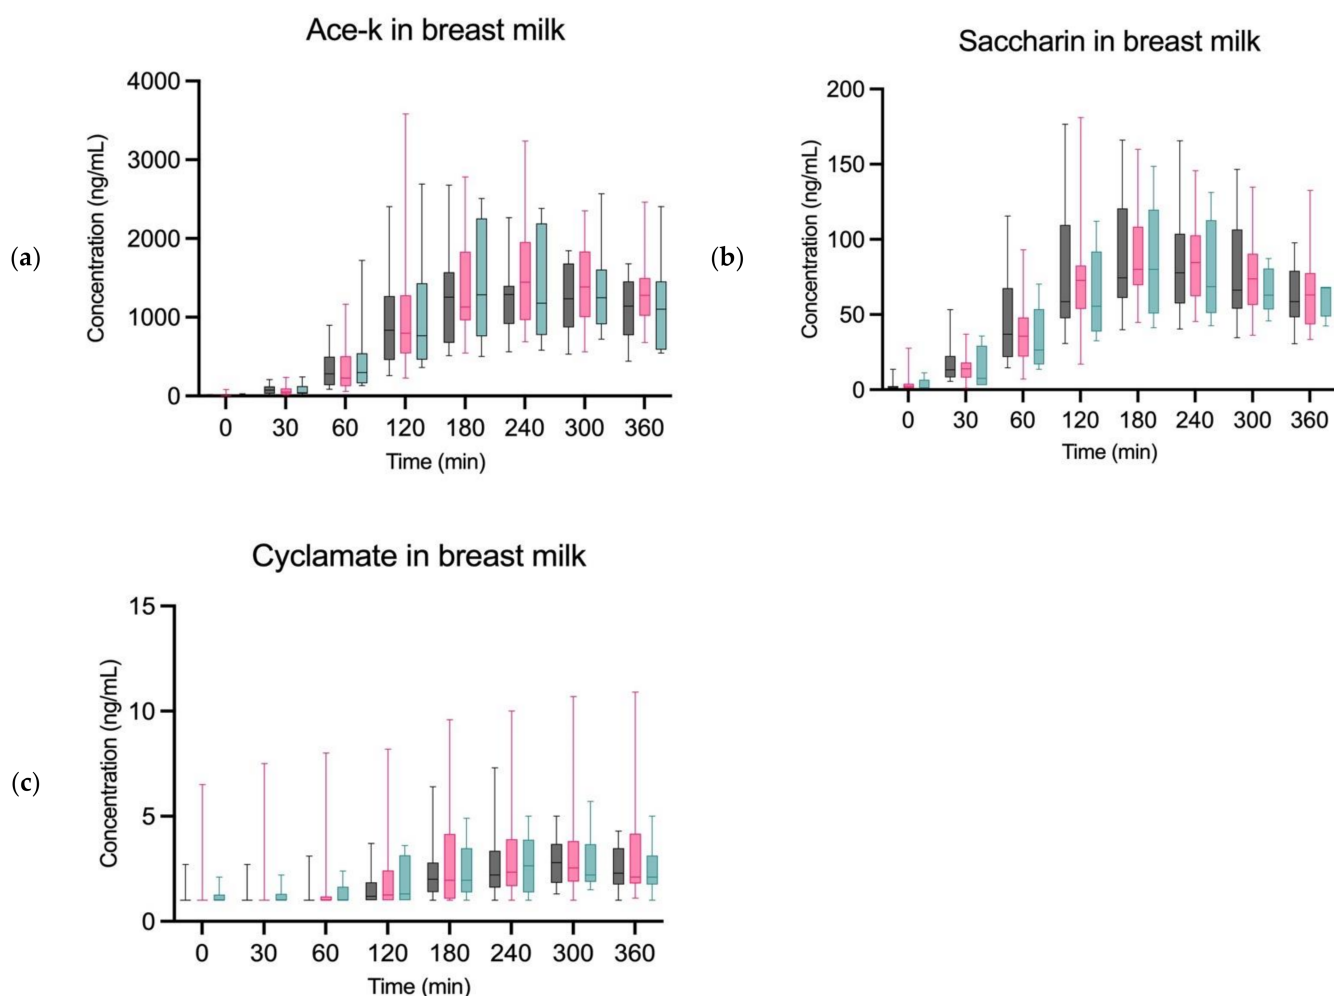 Ace-k in breast milk
4000
3000
2000
1000
0
Concentration (ng/mL)
0 30 60 120 180 240 300 360
Time (min)
(a)
Saccharin in breast milk
200
150
100
50
0
Concentration (ng/mL)
0 30 60 120 180 240 300 360
Time (min)
(b)
Cyclamate in breast milk
15
10
5
0
Concentration (ng/mL)
0 30 60 120 180 240 300 360
Time (min)
(c)